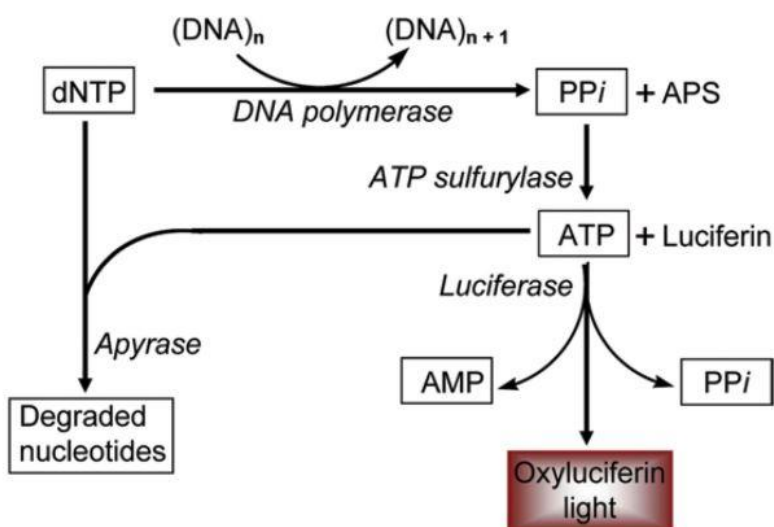 (DNA)n (DNA)n + 1
dNTP PPi + APS
DNA polymerase
ATP sulfurylase
ATP + Luciferin
Luciferase
Apyrase
AMP PPi
Degraded
nucleotides
Oxyluciferin
light